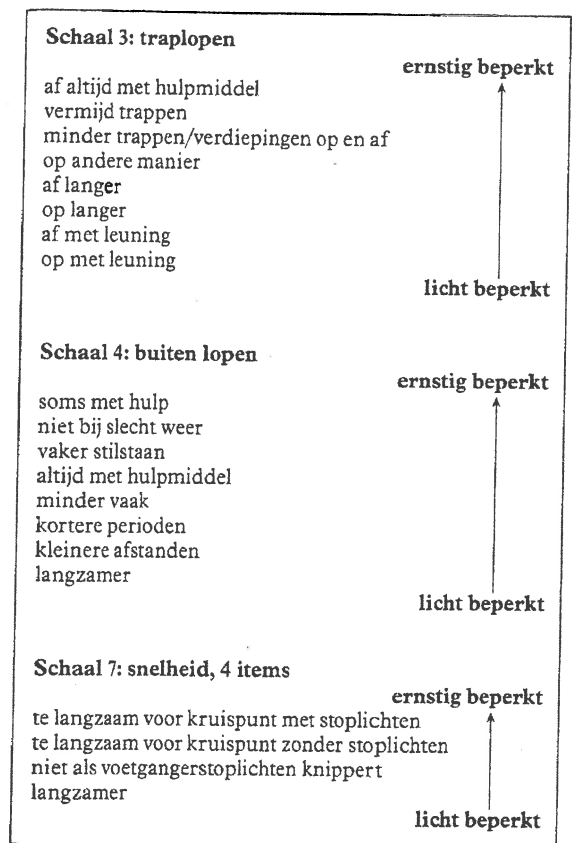 Schaal 3: traplopen
ernstig beperkt
af altijd met hulpmiddel
vermijd trappen
minder trappen/verdiepingen op en af
op andere manier
af langer
op langer
af met leuning
op met leuning
licht beperkt
Schaal 4: buiten lopen
ernstig beperkt
soms met hulp
niet bij slecht weer
vaker stilstaan
altijd met hulpmiddel
minder vaak
kortere perioden
kleinere afstanden
langzamer
licht beperkt
Schaal 7: snelheid, 4 items
ernstig beperkt
te langzaam voor kruispunt met stoplichten
te langzaam voor kruispunt zonder stoplichten
niet als voetgangerstoplichten knippert
langzamer
licht beperkt